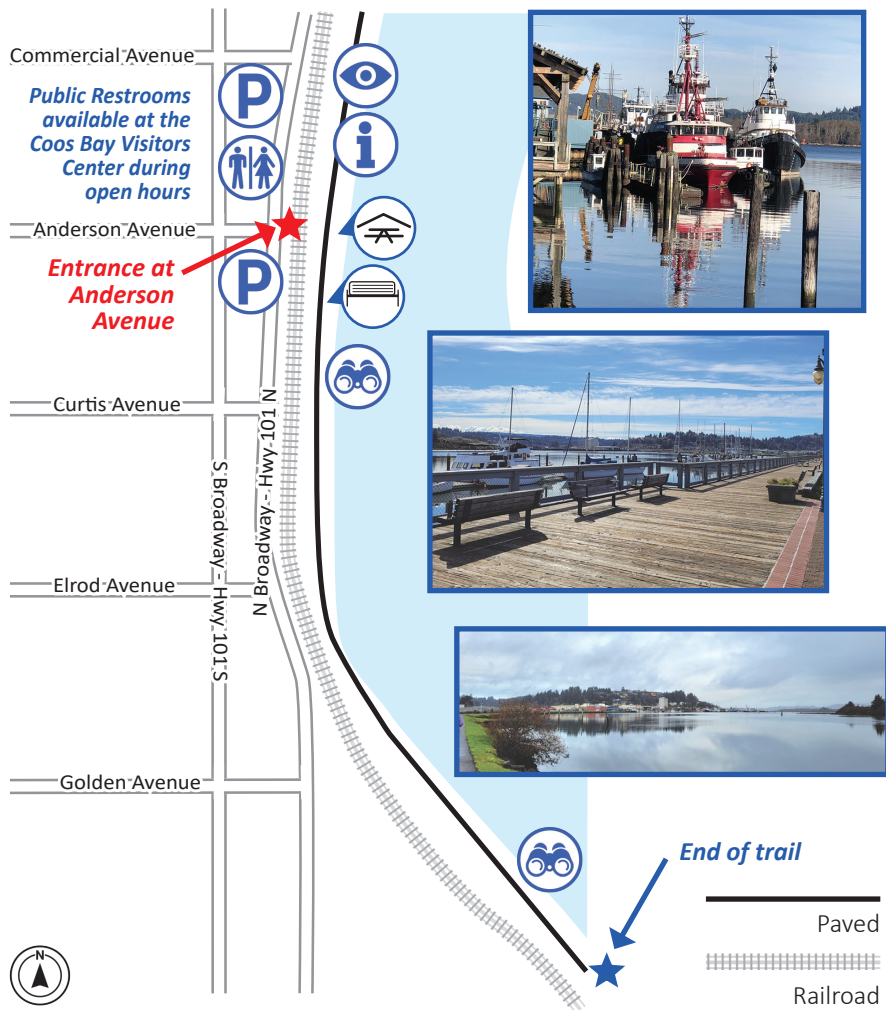 Commercial Avenue
Public Restrooms
available at the
Coos Bay Visitors
Center during
open hours
P
i
Anderson Avenue
Entrance at
Anderson
Avenue
P
Curtis Avenue
S Broadway - Hwy 101 S
N Broadway - Hwy 101 N
Elrod Avenue
Golden Avenue
End of trail
Paved
Railroad
N